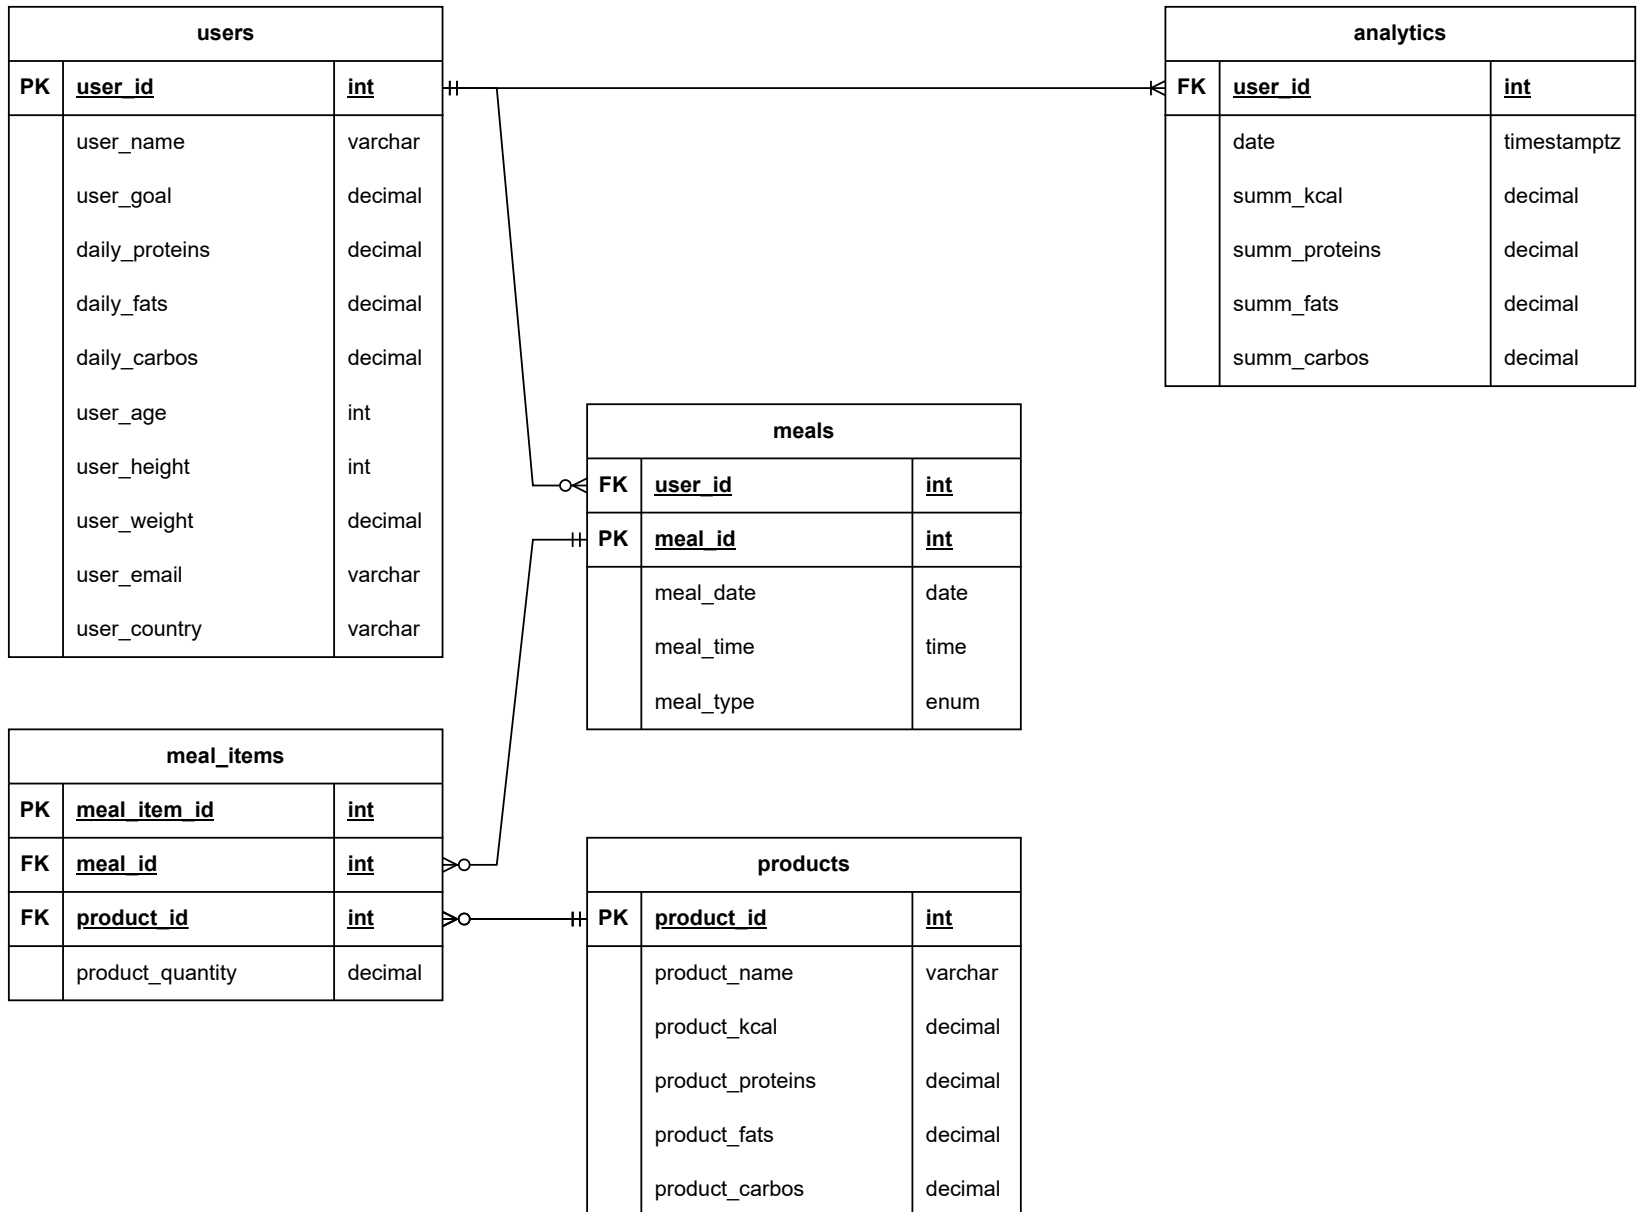 users
PK user_id int
user_name varchar
user_goal decimal
daily_proteins decimal
daily_fats decimal
daily_carbos decimal
user_age int
user_height int
user_weight decimal
user_email varchar
user_country varchar
analytics
FK user_id int
date timestamptz
summ_kcal decimal
summ_proteins decimal
summ_fats decimal
summ_carbos decimal
meals
FK user_id int
PK meal_id int
meal_date date
meal_time time
meal_type enum
meal_items
PK meal_item_id int
FK meal_id int
FK product_id int
product_quantity decimal
products
PK product_id int
product_name varchar
product_kcal decimal
product_proteins decimal
product_fats decimal
product_carbos decimal